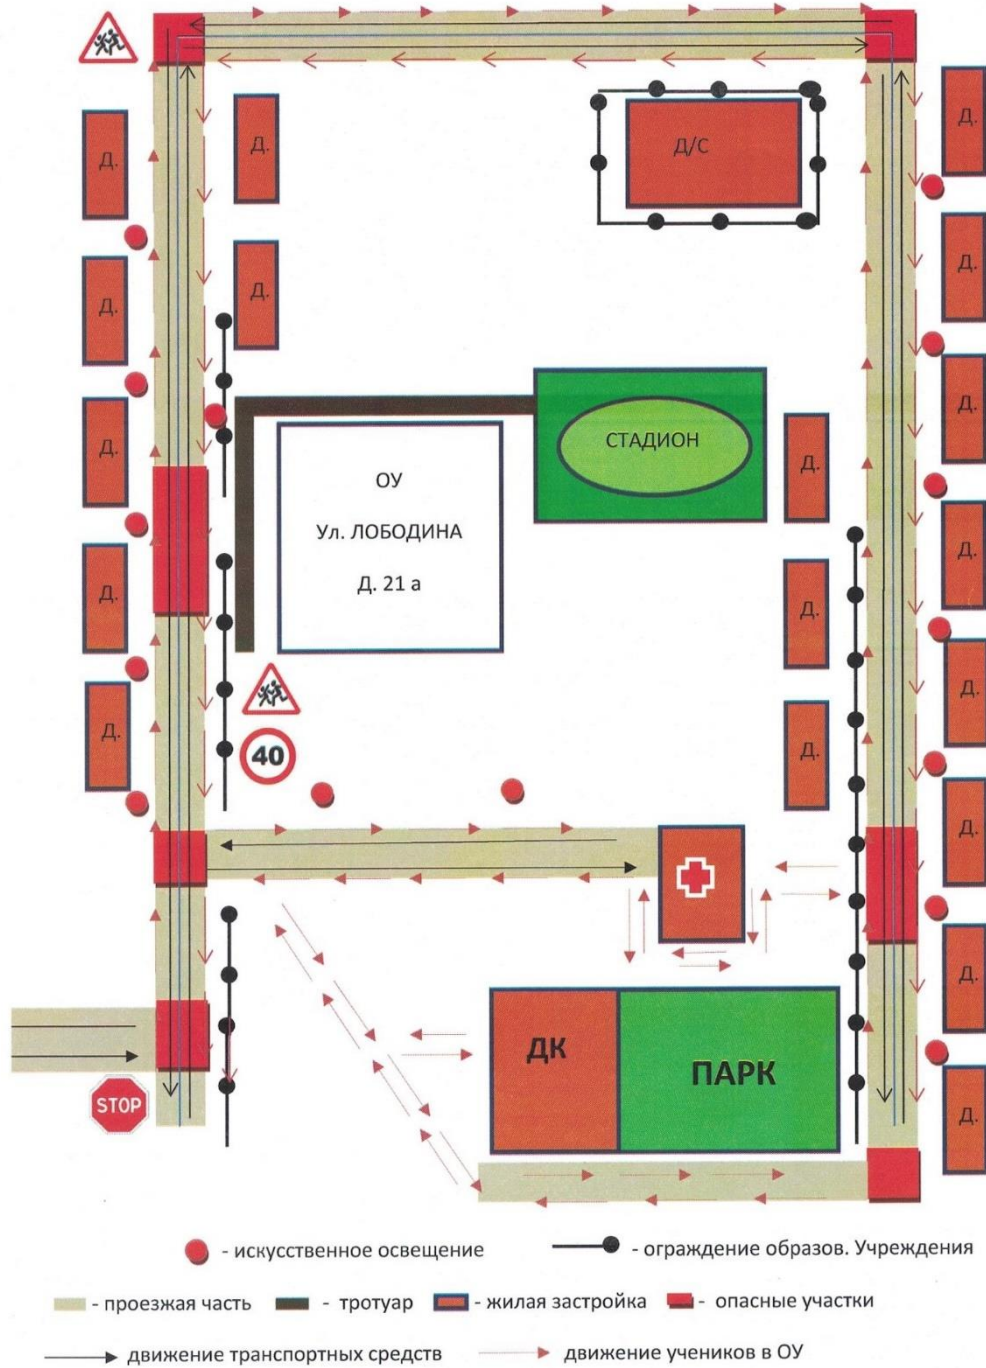 Д.
Д.
Д/С
Д.
Д.
Д.
Д.
Д.
СТАДИОН
Д.
Д.
ОУ
Ул. ЛОБОДИНА
Д. 21 а
Д.
Д.
Д.
Д.
Д.
Д.
Д.
40
Д.
Д.
ДК
ПАРК
STOP
Д.
- искусственное освещение
- ограждение образов. Учреждения
- проезжая часть
- тротуар
- жилая застройка
- опасные участки
движение транспортных средств
движение учеников в ОУ